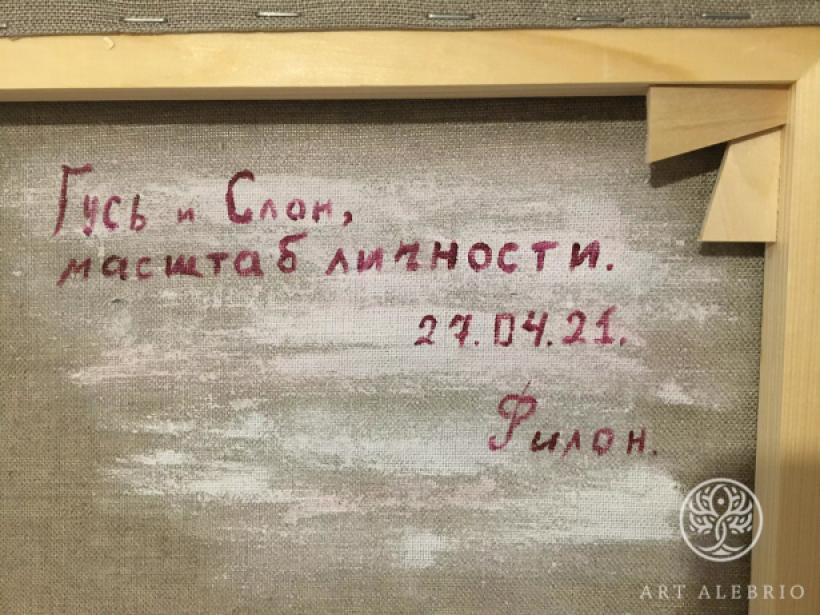 Гусь и Слон,
масштаб личности.
27.04.21.
Филон.
ART ALEBRIO